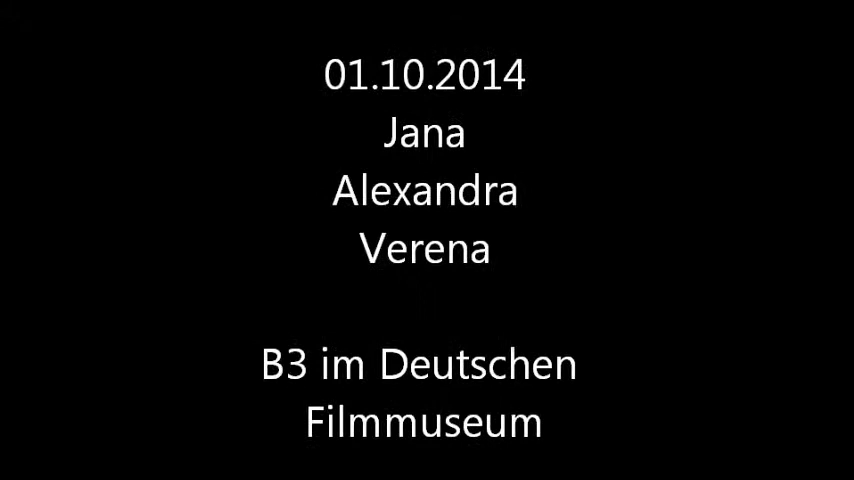 01.10.2014
Jana
Alexandra
Verena
B3 im Deutschen
Filmmuseum